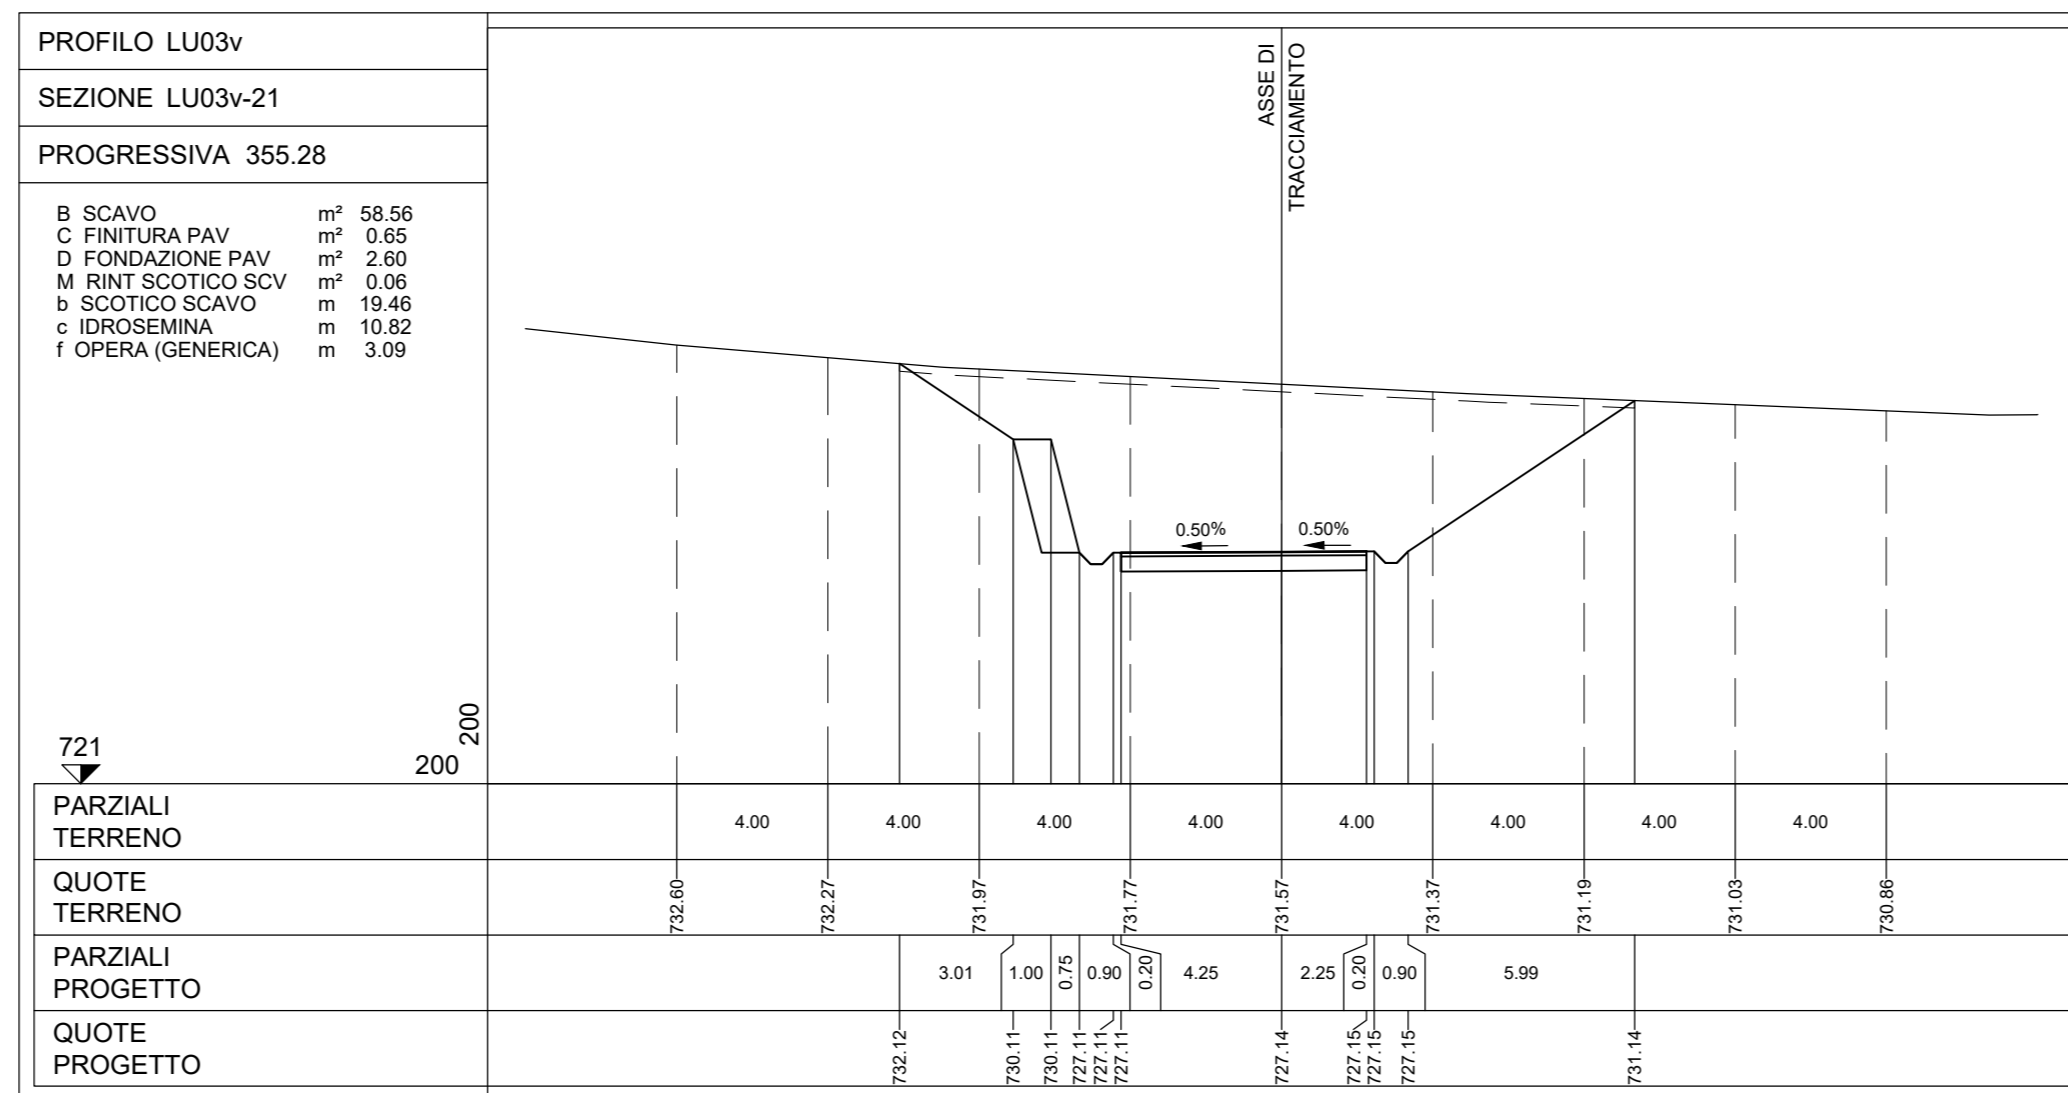 PROFILO LU03v
SEZIONE LU03v-21
PROGRESSIVA 355.28
B SCAVO m² 58.56
C FINITURA PAV m² 0.65
D FONDAZIONE PAV m² 2.60
M RINT SCOTICO SCV m² 0.06
b SCOTICO SCAVO m 19.46
c IDROSEMINA m 10.82
f OPERA (GENERICA) m 3.09
ASSE DI
TRACCIAMENTO
0.50% 0.50%
721
200
200
PARZIALI
TERRENO
4.00 4.00 4.00 4.00 4.00 4.00 4.00 4.00
QUOTE
TERRENO
732.60 732.27 731.97 731.77 731.57 731.37 731.19 731.03 730.86
PARZIALI
PROGETTO
3.01 1.00 0.75 0.90 0.20 4.25 2.25 0.20 0.90 5.99
QUOTE
PROGETTO
732.12 730.11 730.11 727.11 727.11 727.11 727.14 727.15 727.15 727.15 731.14